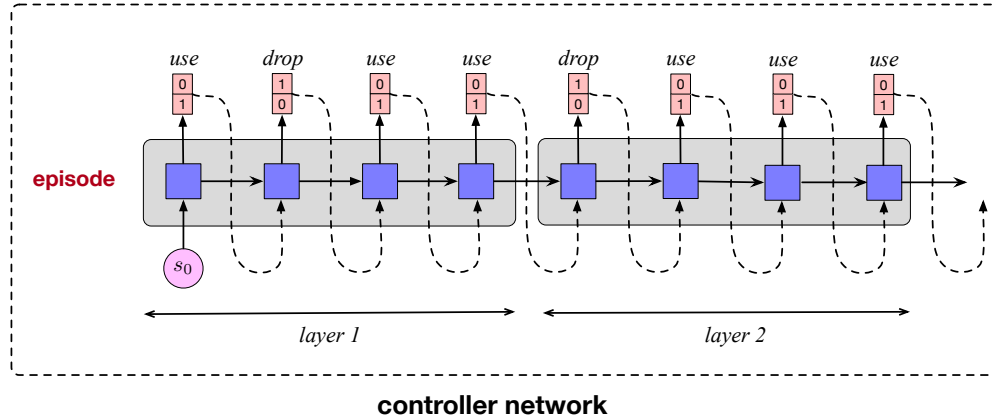 use drop use use drop use use use
0 1 0 0 1 0 0 0
1 0 1 1 0 1 1 1
episode
s0
layer 1 layer 2
controller network